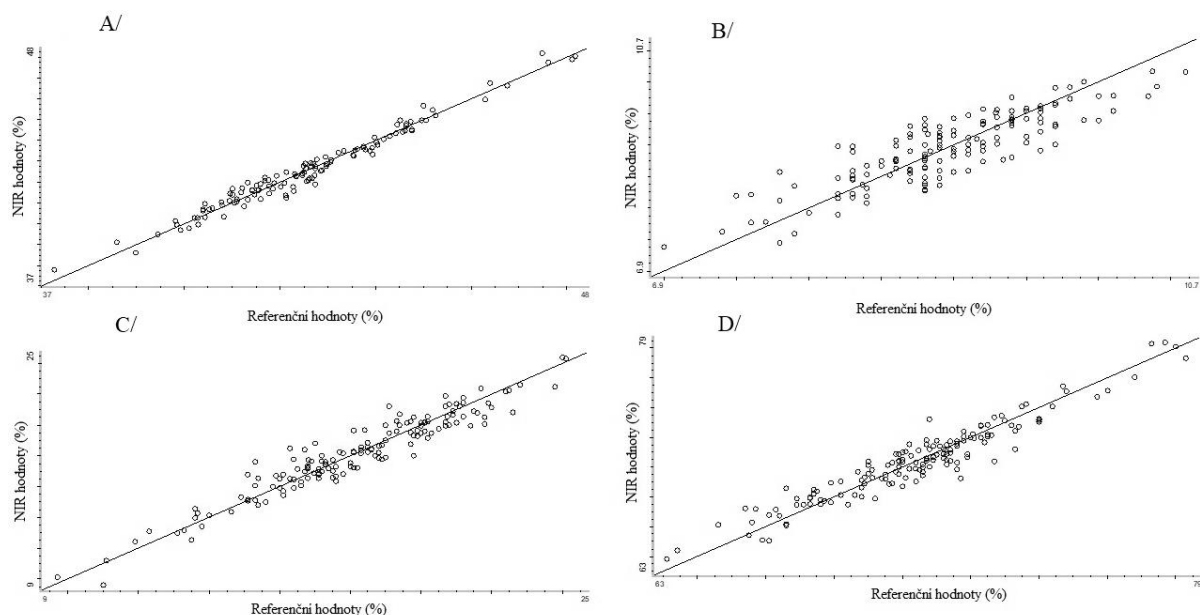 A/
48
NIR hodnoty (%)
37
37
48
Referenční hodnoty (%)
B/
10.7
NIR hodnoty (%)
6.9
6.9
10.7
Referenční hodnoty (%)
C/
25
NIR hodnoty (%)
9
9
25
Referenční hodnoty (%)
D/
79
NIR hodnoty (%)
63
63
79
Referenční hodnoty (%)